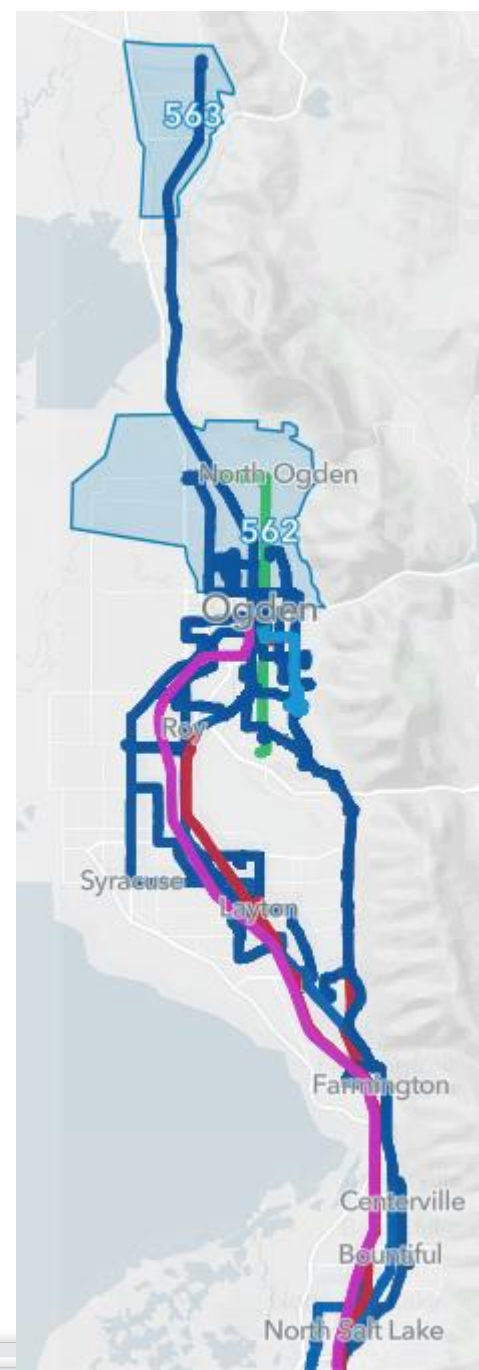 563
North Ogden
562
Ogden
Roy
Syracuse
Layton
Farmington
Centerville
Bountiful
North Salt Lake